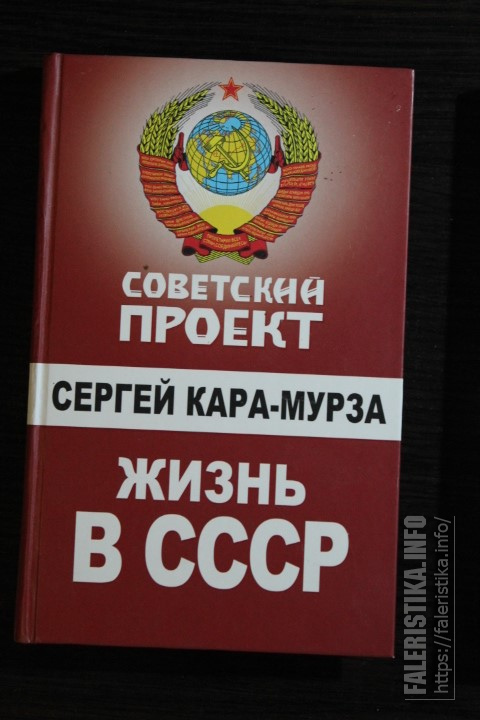 СОВЕТСКИЙ
ПРОЕКТ
СЕРГЕЙ КАРА-МУРЗА
ЖИЗНЬ
В СССР
FALERISTIKA.INFO
https://faleristika.info/